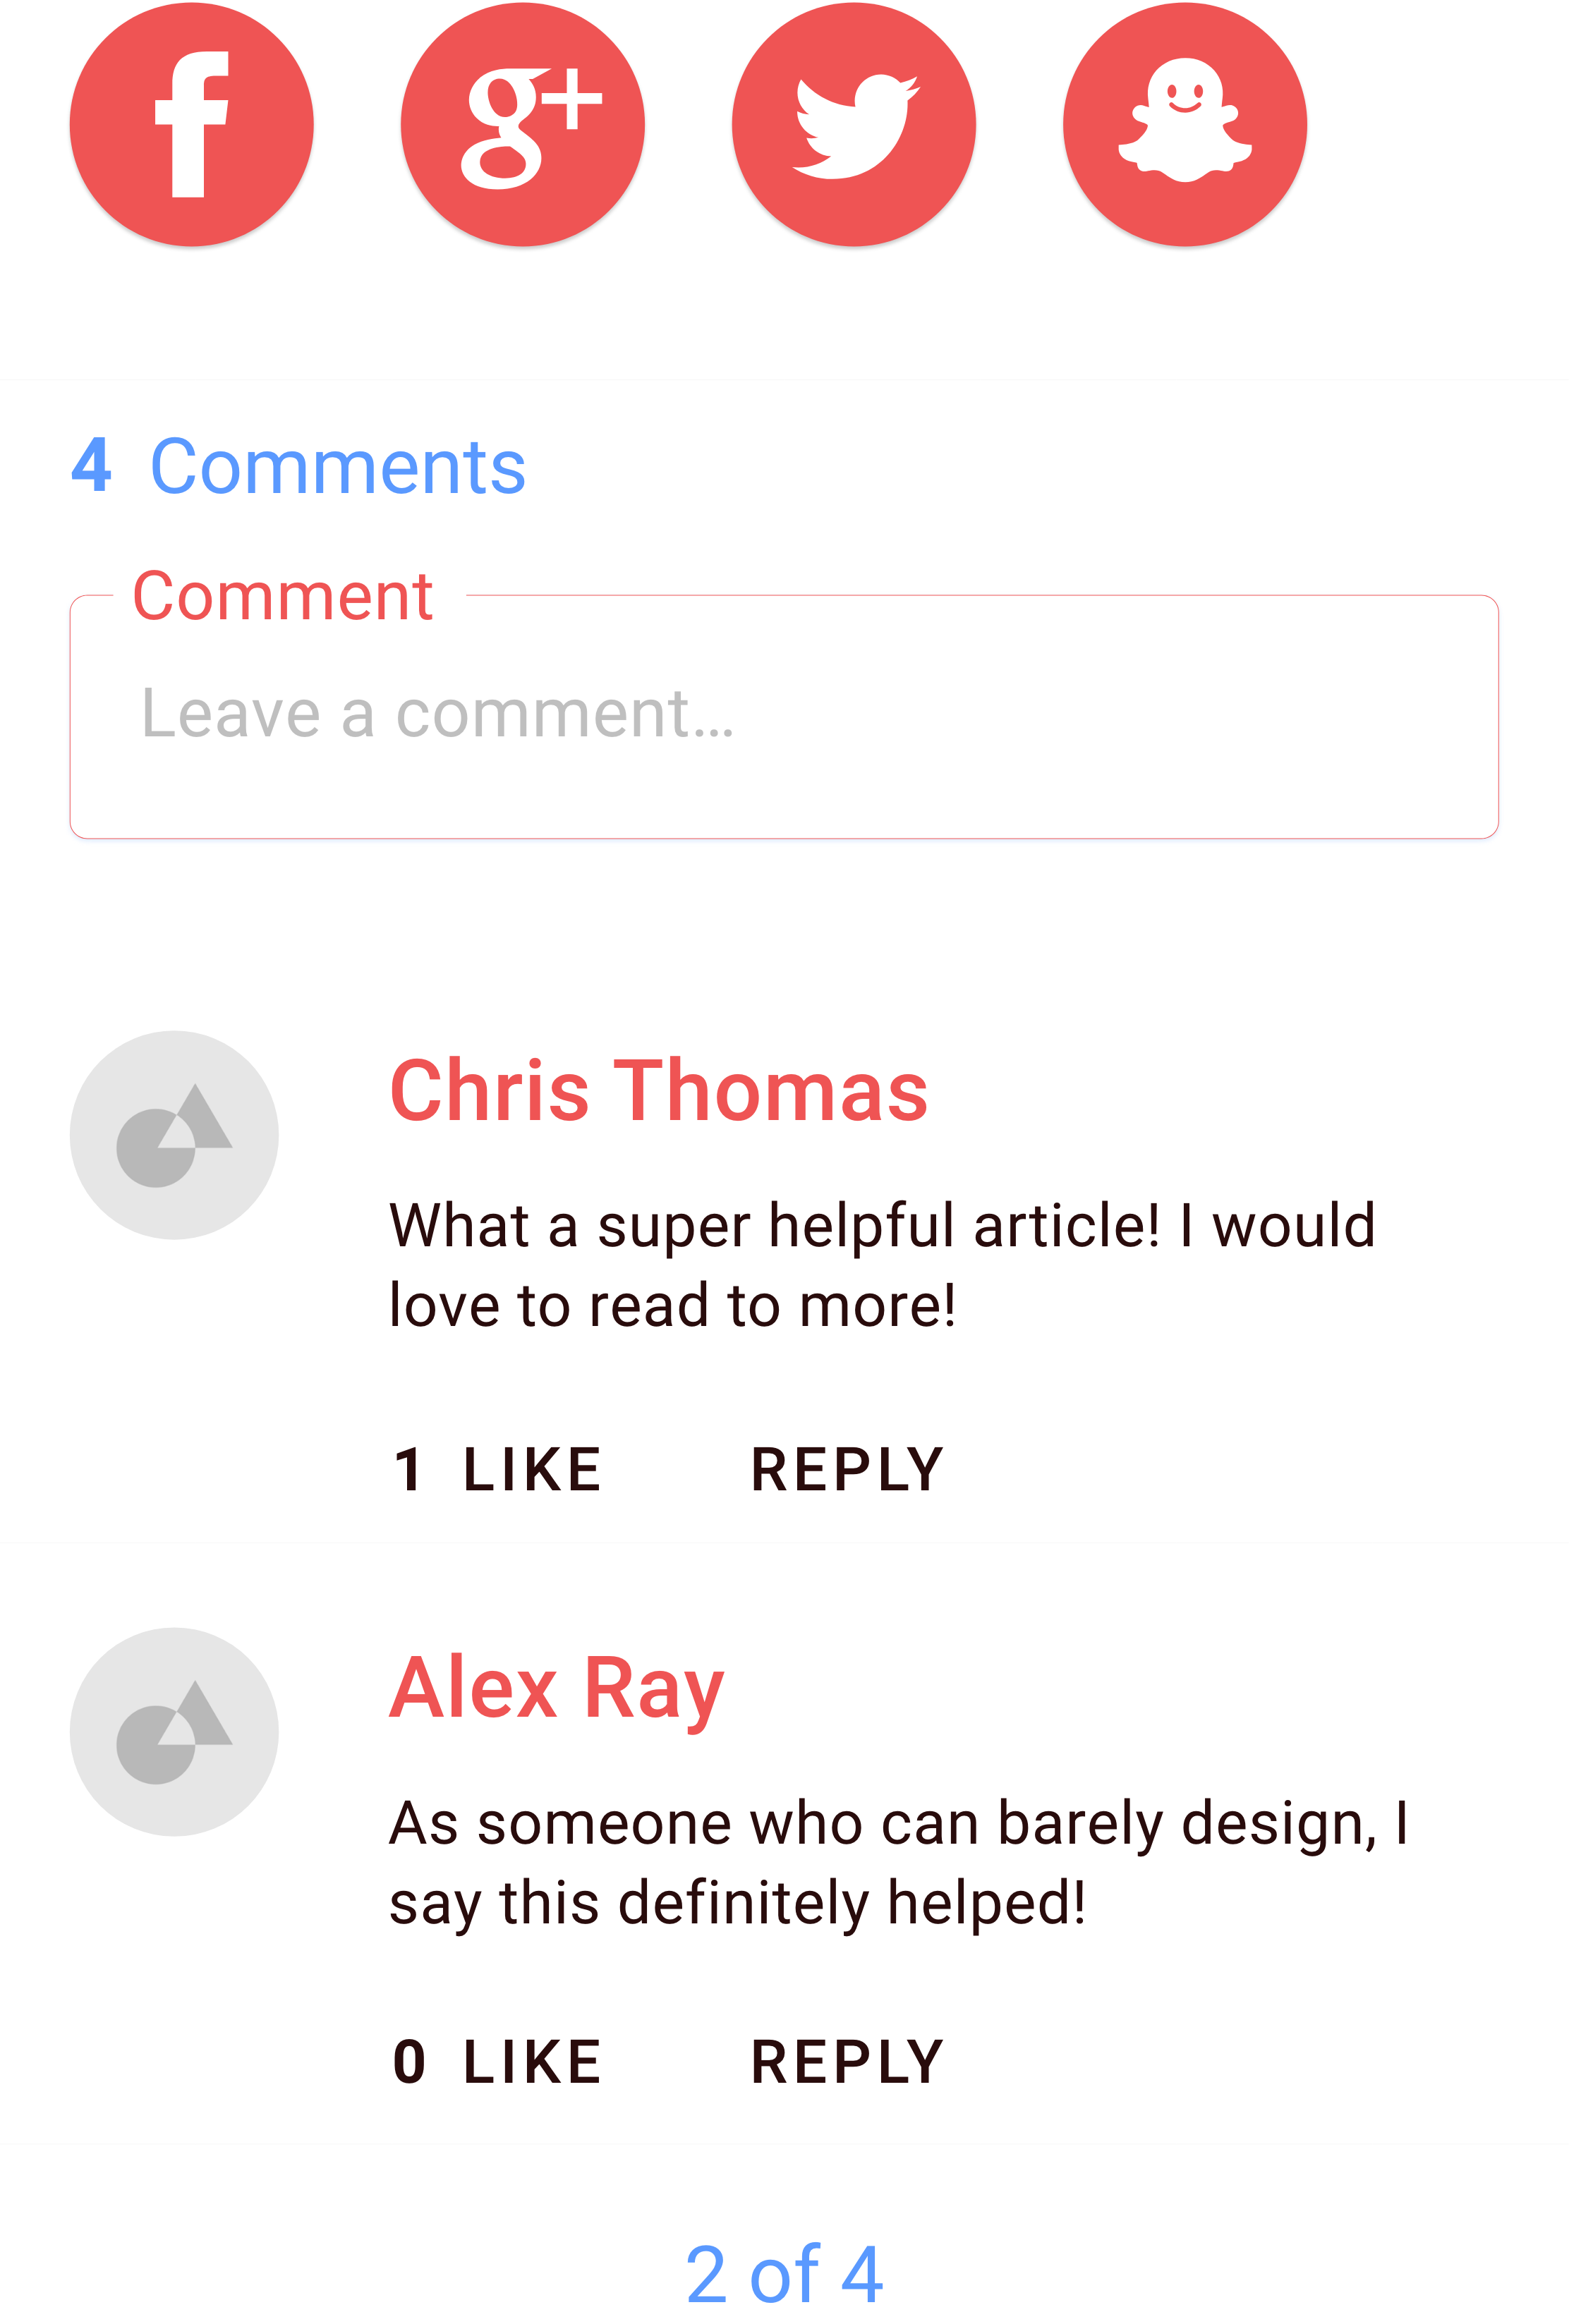 f g+
4 Comments
Comment
Leave a comment...
Chris Thomas
What a super helpful article! I would
love to read to more!
1 LIKE REPLY
Alex Ray
As someone who can barely design, I
say this definitely helped!
0 LIKE REPLY
2 of 4